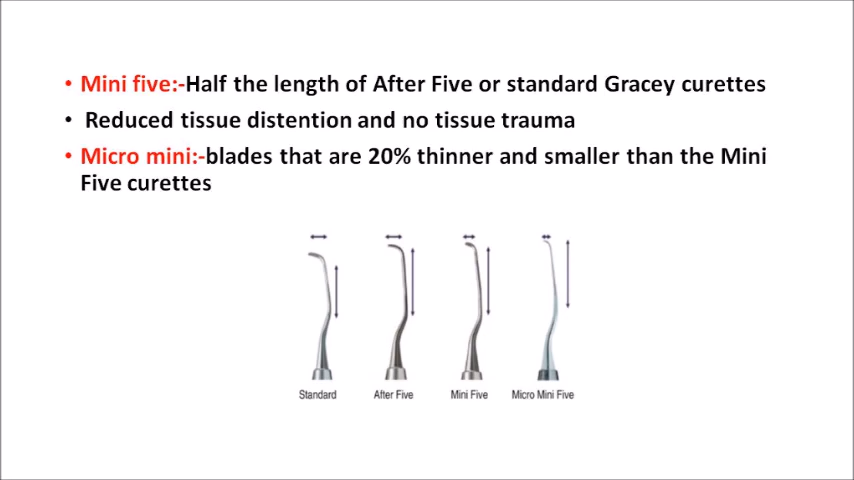 • Mini five:-Half the length of After Five or standard Gracey curettes
• Reduced tissue distention and no tissue trauma
• Micro mini:-blades that are 20% thinner and smaller than the Mini
Five curettes
Standard After Five Mini Five Micro Mini Five